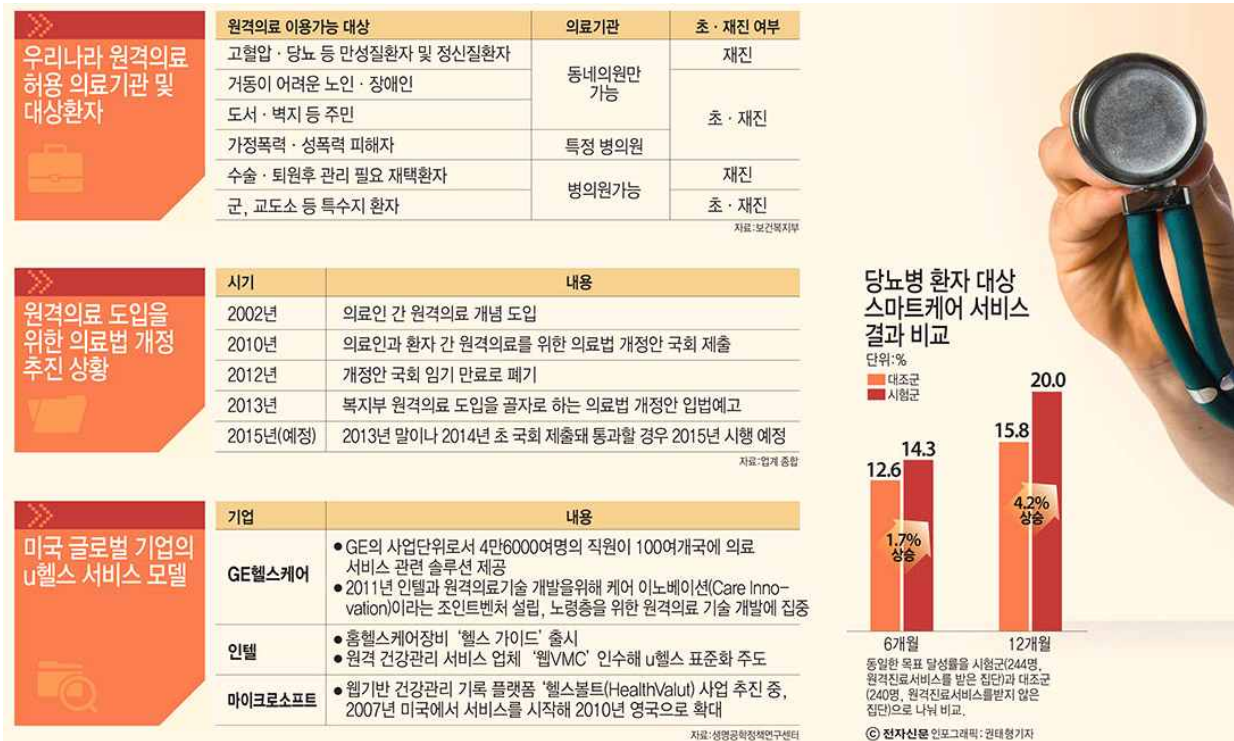 우리나라 원격의료
허용 의료기관 및
대상환자
원격의료 이용가능 대상 의료기관 초 · 재진 여부
고혈압 · 당뇨 등 만성질환자 및 정신질환자 동네의원만 가능 재진
거동이 어려운 노인 · 장애인 초 · 재진
도서 · 벽지 등 주민
가정폭력 · 성폭력 피해자 특정 병의원
수술 · 퇴원후 관리 필요 재택환자 병의원가능 재진
군, 교도소 등 특수지 환자 초 · 재진
자료:보건복지부
원격의료 도입을
위한 의료법 개정
추진 상황
시기 내용
2002년 의료인 간 원격의료 개념 도입
2010년 의료인과 환자 간 원격의료를 위한 의료법 개정안 국회 제출
2012년 개정안 국회 임기 만료로 폐기
2013년 복지부 원격의료 도입을 골자로 하는 의료법 개정안 입법예고
2015년(예정) 2013년 말이나 2014년 초 국회 제출돼 통과할 경우 2015년 시행 예정
자료:업계 종합
미국 글로벌 기업의
u헬스 서비스 모델
기업 내용
GE헬스케어
● GE의 사업단위로서 4만6000여명의 직원이 100여개국에 의료
서비스 관련 솔루션 제공
● 2011년 인텔과 원격의료기술 개발을위해 케어 이노베이션(Care Inno-
vation)이라는 조인트벤처 설립, 노령층을 위한 원격의료 기술 개발에 집중
인텔
● 홈헬스케어장비 ‘헬스 가이드’ 출시
● 원격 건강관리 서비스 업체 ‘웹VMC’ 인수해 u헬스 표준화 주도
마이크로소프트
● 웹기반 건강관리 기록 플랫폼 ‘헬스볼트(HealthValut) 사업 추진 중,
2007년 미국에서 서비스를 시작해 2010년 영국으로 확대
자료:생명공학정책연구센터
당뇨병 환자 대상
스마트케어 서비스
결과 비교
단위:%
대조군
시험군
12.6
14.3
1.7%
상승
15.8
20.0
4.2%
상승
6개월 12개월
동일한 목표 달성률을 시험군(244명,
원격진료서비스를 받은 집단)과 대조군
(240명, 원격진료서비스를받지 않은
집단)으로 나눠 비교.
ⓒ 전자신문 인포그래픽:권태형기자